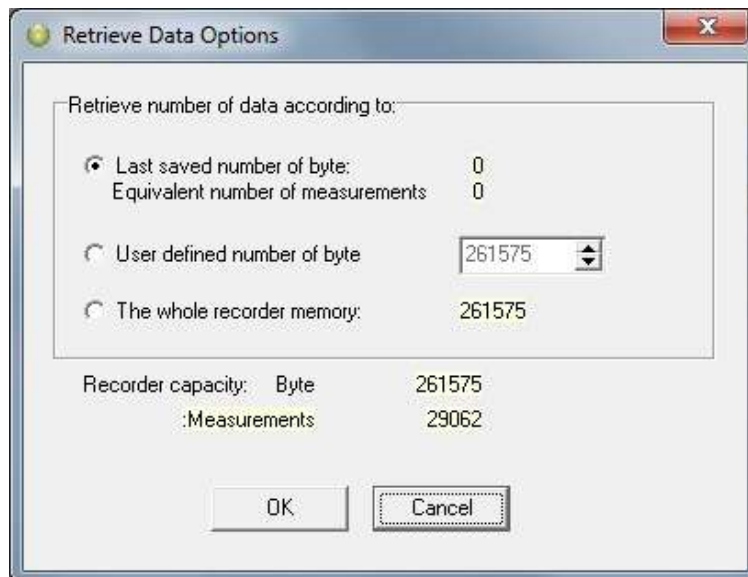 Retrieve Data Options
Retrieve number of data according to:
Last saved number of byte: 0
Equivalent number of measurements 0
User defined number of byte 261575
The whole recorder memory: 261575
Recorder capacity: Byte 261575
:Measurements 29062
OK Cancel